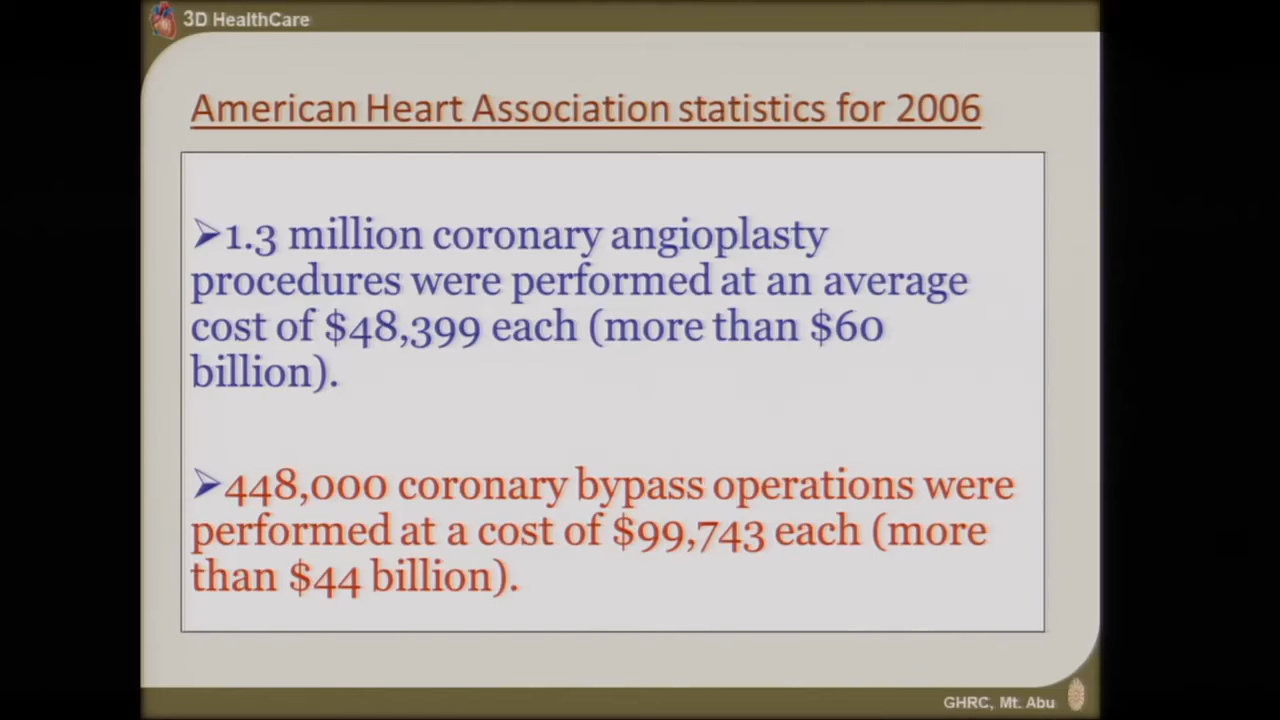 3D HealthCare
American Heart Association statistics for 2006
➢1.3 million coronary angioplasty
procedures were performed at an average
cost of $48,399 each (more than $60
billion).
➢448,000 coronary bypass operations were
performed at a cost of $99,743 each (more
than $44 billion).
GHRC, Mt. Abu